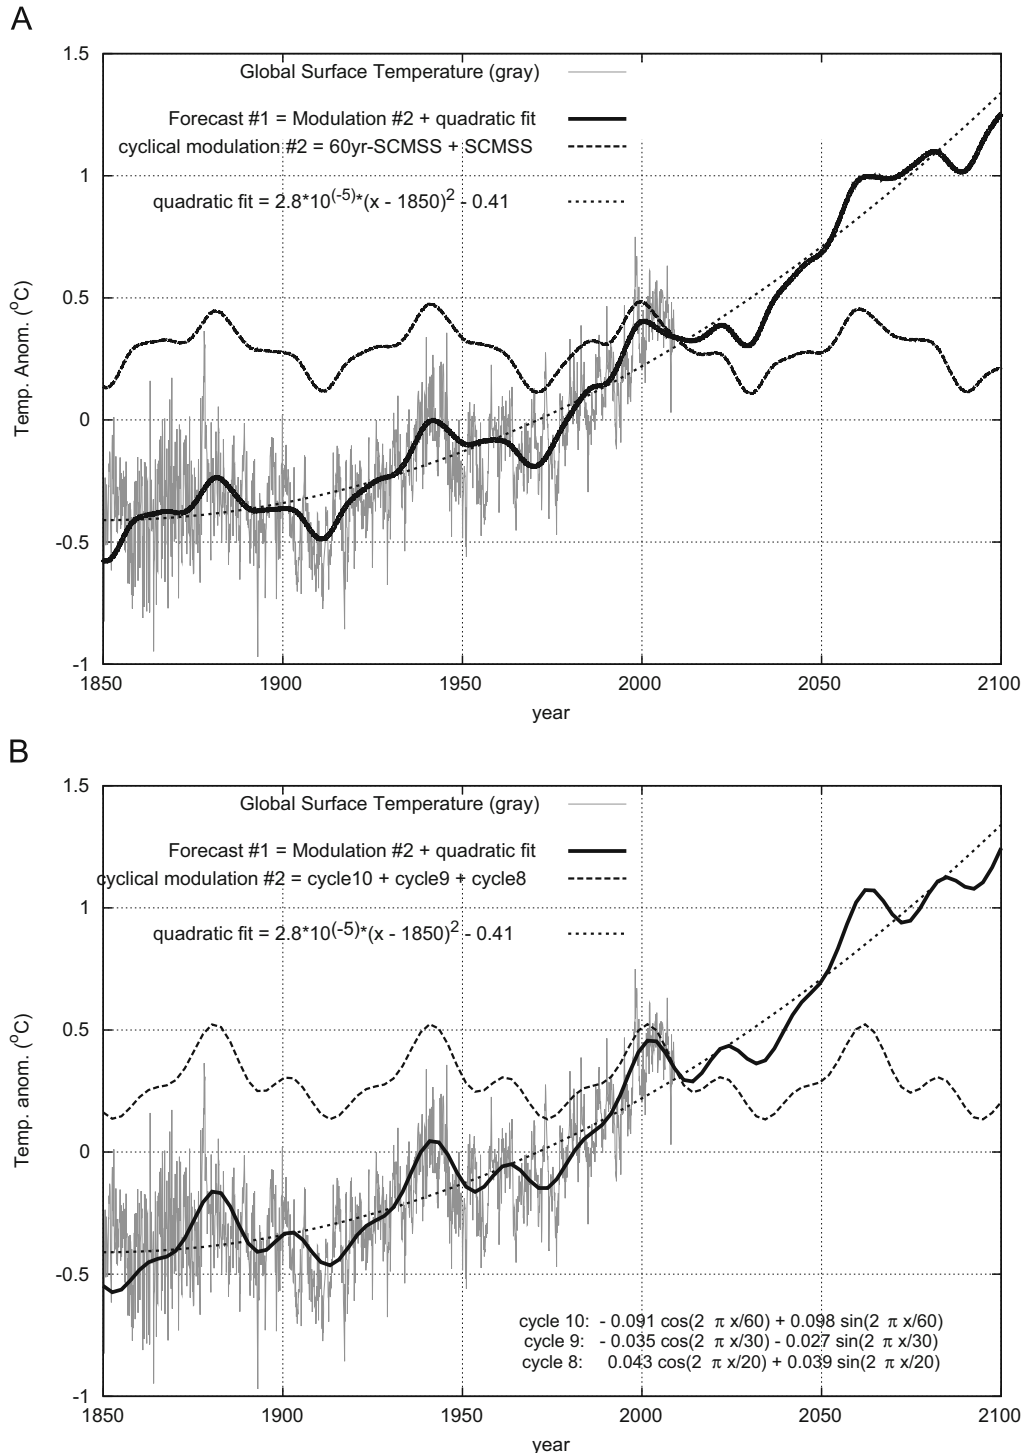 A
1.5
Global Surface Temperature (gray)
Forecast #1 = Modulation #2 + quadratic fit
cyclical modulation #2 = 60yr-SCMSS + SCMSS
1
quadratic fit = 2.8*10(-5)*(x - 1850)2 - 0.41
0.5
Temp. Anom. (oC)
0
-0.5
-1
1850 1900 1950 2000 2050 2100
year
B
1.5
Global Surface Temperature (gray)
Forecast #1 = Modulation #2 + quadratic fit
cyclical modulation #2 = cycle10 + cycle9 + cycle8
1
quadratic fit = 2.8*10(-5)*(x - 1850)2 - 0.41
0.5
Temp. anom. (oC)
0
-0.5
cycle 10: - 0.091 cos(2 π x/60) + 0.098 sin(2 π x/60)
cycle 9: - 0.035 cos(2 π x/30) - 0.027 sin(2 π x/30)
cycle 8: 0.043 cos(2 π x/20) + 0.039 sin(2 π x/20)
-1
1850 1900 1950 2000 2050 2100
year